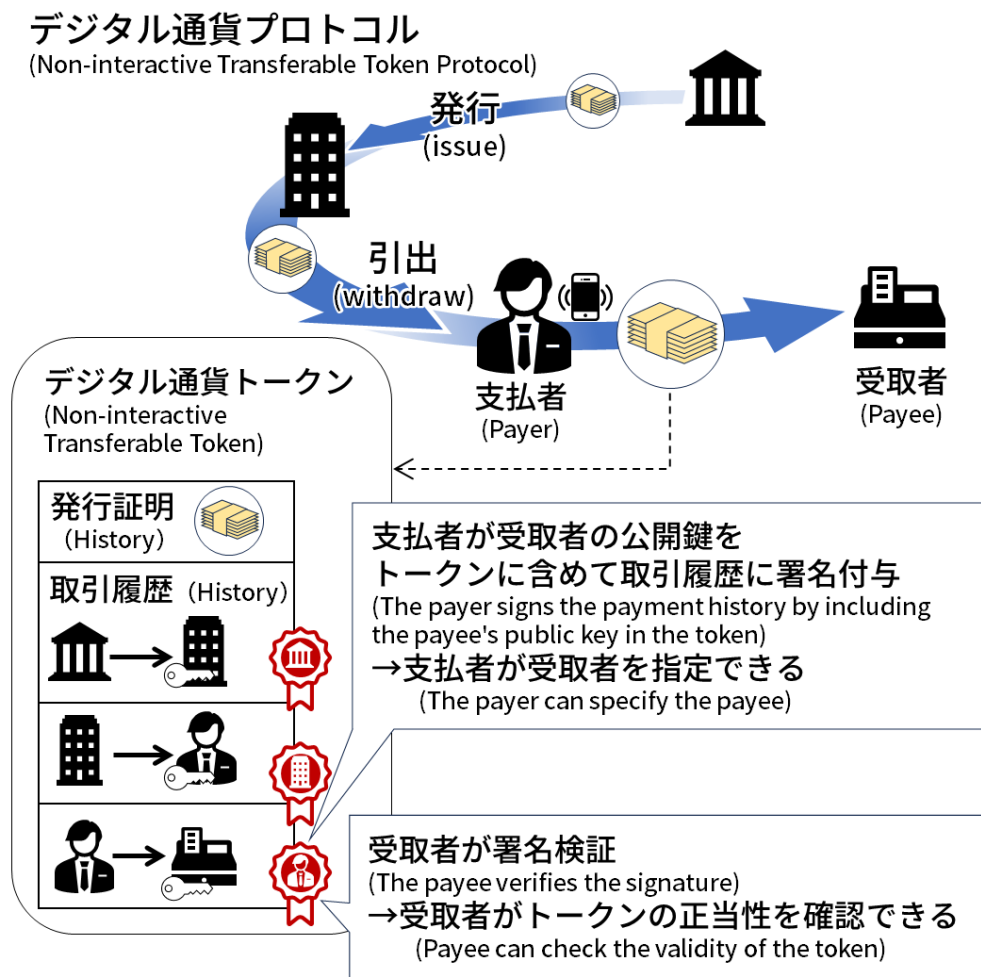 デジタル通貨プロトコル
(Non-interactive Transferable Token Protocol)
発行
(issue)
引出
(withdraw)
支払者
(Payer)
受取者
(Payee)
デジタル通貨トークン
(Non-interactive
Transferable Token)
発行証明
（History）
取引履歴（History）
支払者が受取者の公開鍵を
トークンに含めて取引履歴に署名付与
(The payer signs the payment history by including
the payee's public key in the token)
→支払者が受取者を指定できる
(The payer can specify the payee)
受取者が署名検証
(The payee verifies the signature)
→受取者がトークンの正当性を確認できる
(Payee can check the validity of the token)